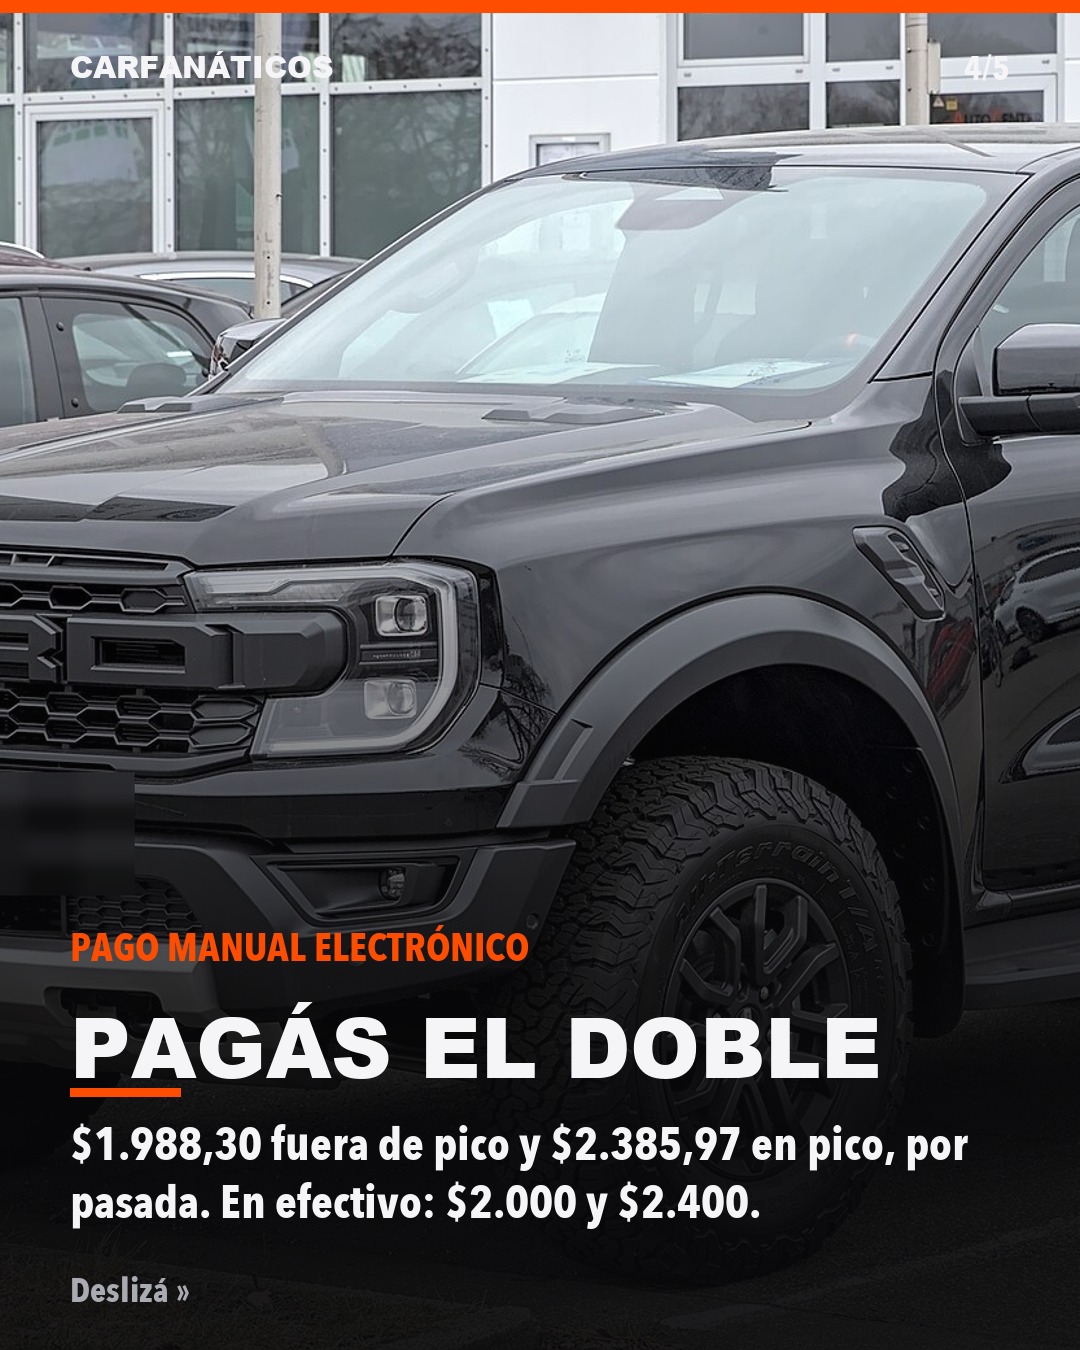 CARFANÁTICOS
4/5
PAGO MANUAL ELECTRÓNICO
PAGÁS EL DOBLE
$1.988,30 fuera de pico y $2.385,97 en pico, por
pasada. En efectivo: $2.000 y $2.400.
Deslizá »